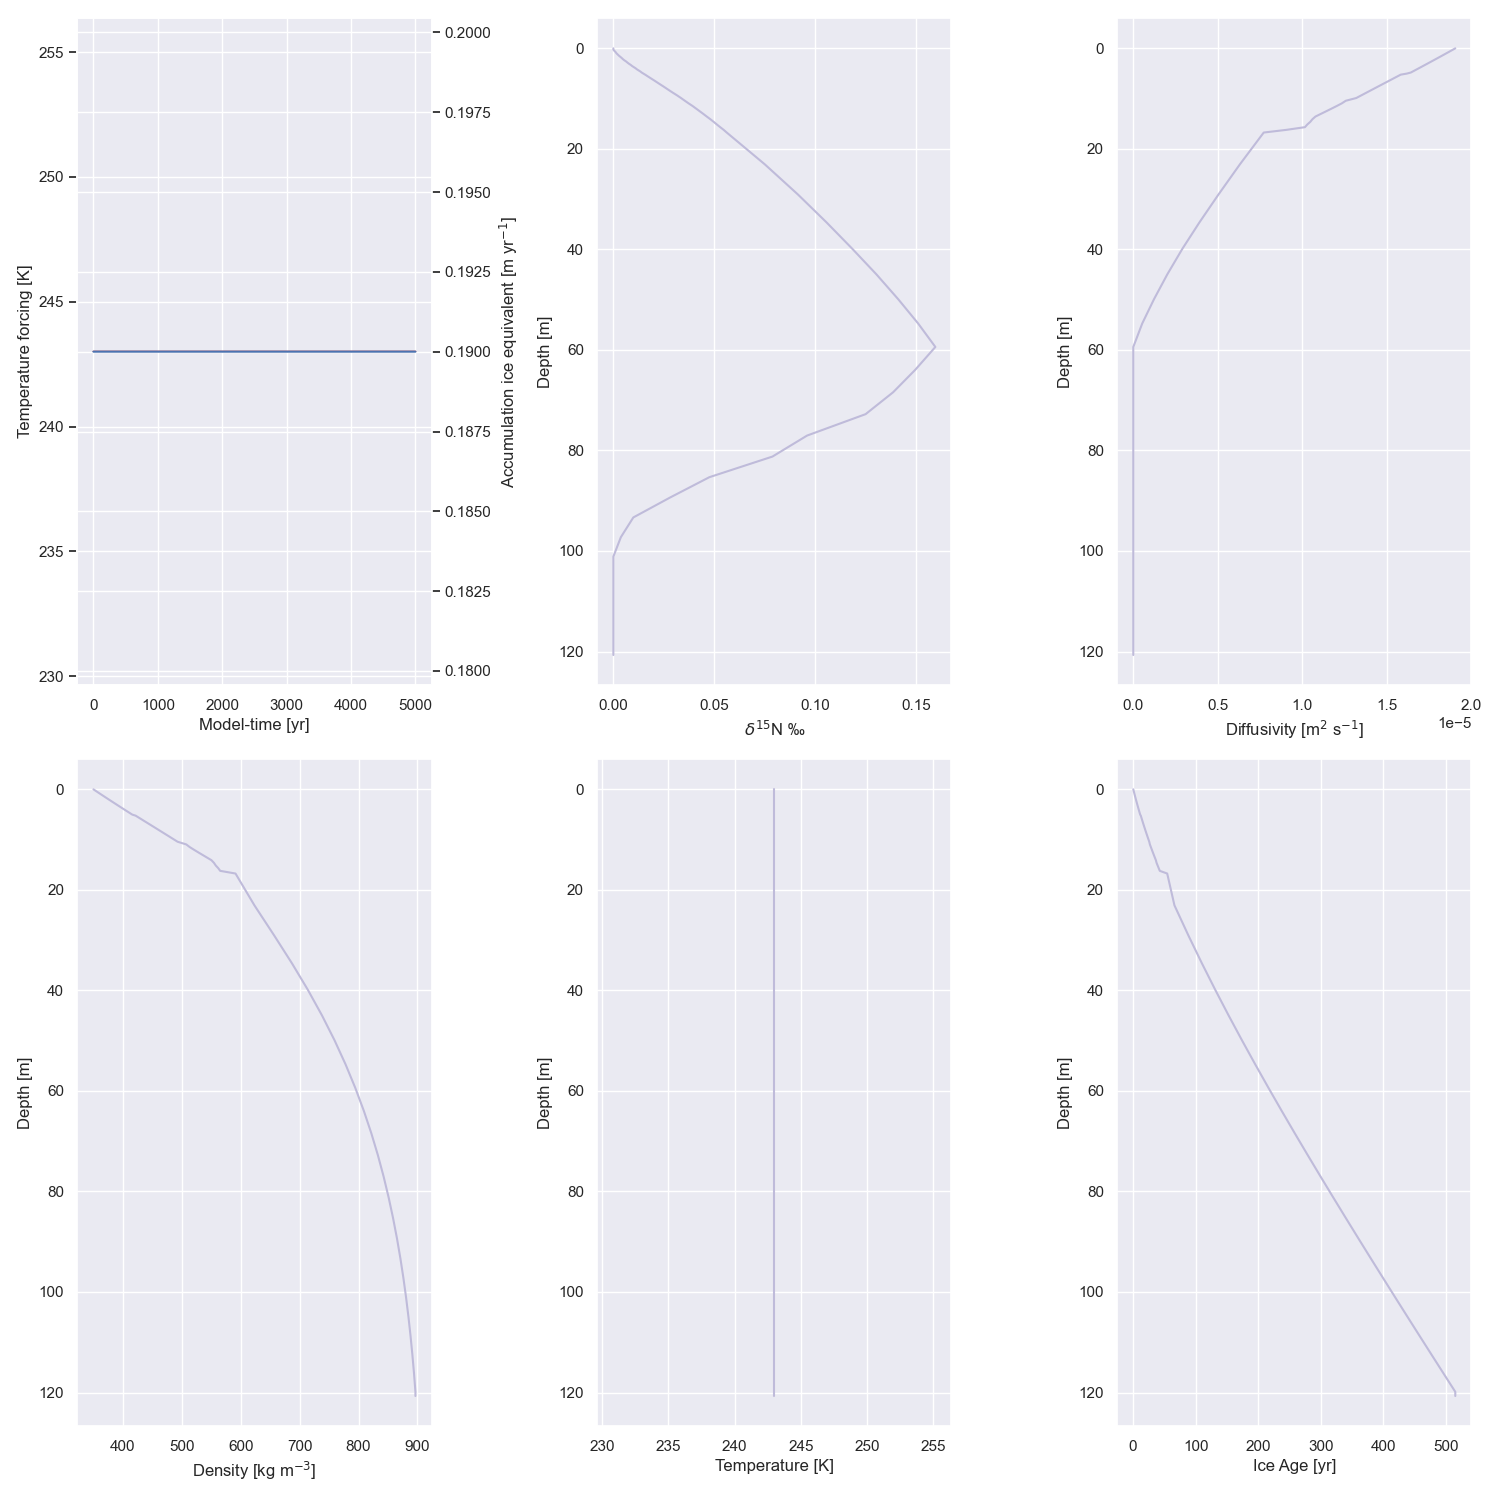 Temperature forcing [K]
255
250
245
240
235
230
0 1000 2000 3000 4000 5000
Model-time [yr]
0.2000
0.1975
0.1950
0.1925
0.1900
0.1875
0.1850
0.1825
0.1800
Accumulation ice equivalent [m yr⁻¹]
Depth [m]
0
20
40
60
80
100
120
0.00 0.05 0.10 0.15
δ¹⁵N ‰
Depth [m]
0
20
40
60
80
100
120
0.0 0.5 1.0 1.5 2.0
1e−5
Diffusivity [m² s⁻¹]
Depth [m]
0
20
40
60
80
100
120
400 500 600 700 800 900
Density [kg m⁻³]
Depth [m]
0
20
40
60
80
100
120
230 235 240 245 250 255
Temperature [K]
Depth [m]
0
20
40
60
80
100
120
0 100 200 300 400 500
Ice Age [yr]